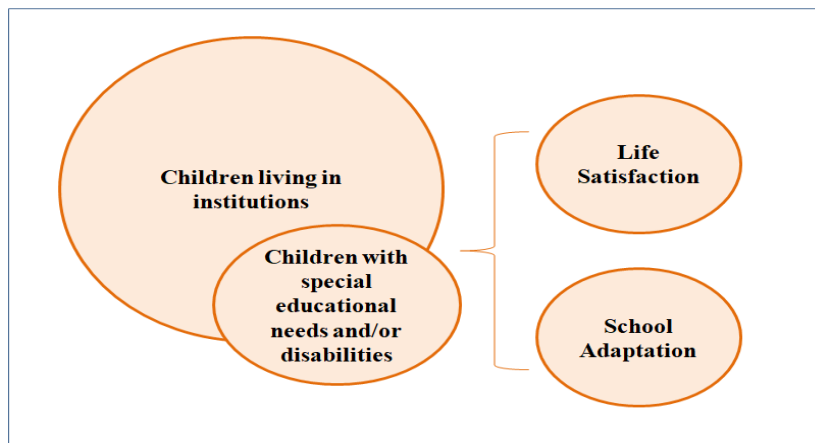 Children living in
institutions
Children with
special
educational
needs and/or
disabilities
Life
Satisfaction
School
Adaptation